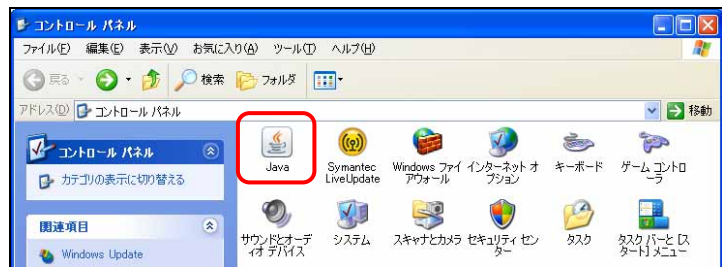 コントロール パネル
ファイル(F) 編集(E) 表示(V) お気に入り(A) ツール(T) ヘルプ(H)
戻る 検索 フォルダ
アドレス(D) コントロール パネル 移動
コントロール パネル
カテゴリの表示に切り替える
関連項目
Windows Update
Java
Symantec
LiveUpdate
Windows ファイ
アウォール
インターネット オ
プション
キーボード
ゲーム コントロ
ーラ
サウンドとオーデ
ィオ デバイス
システム
スキャナとカメラ
セキュリティ セン
ター
タスク
タスク バーと [ス
タート] メニュー